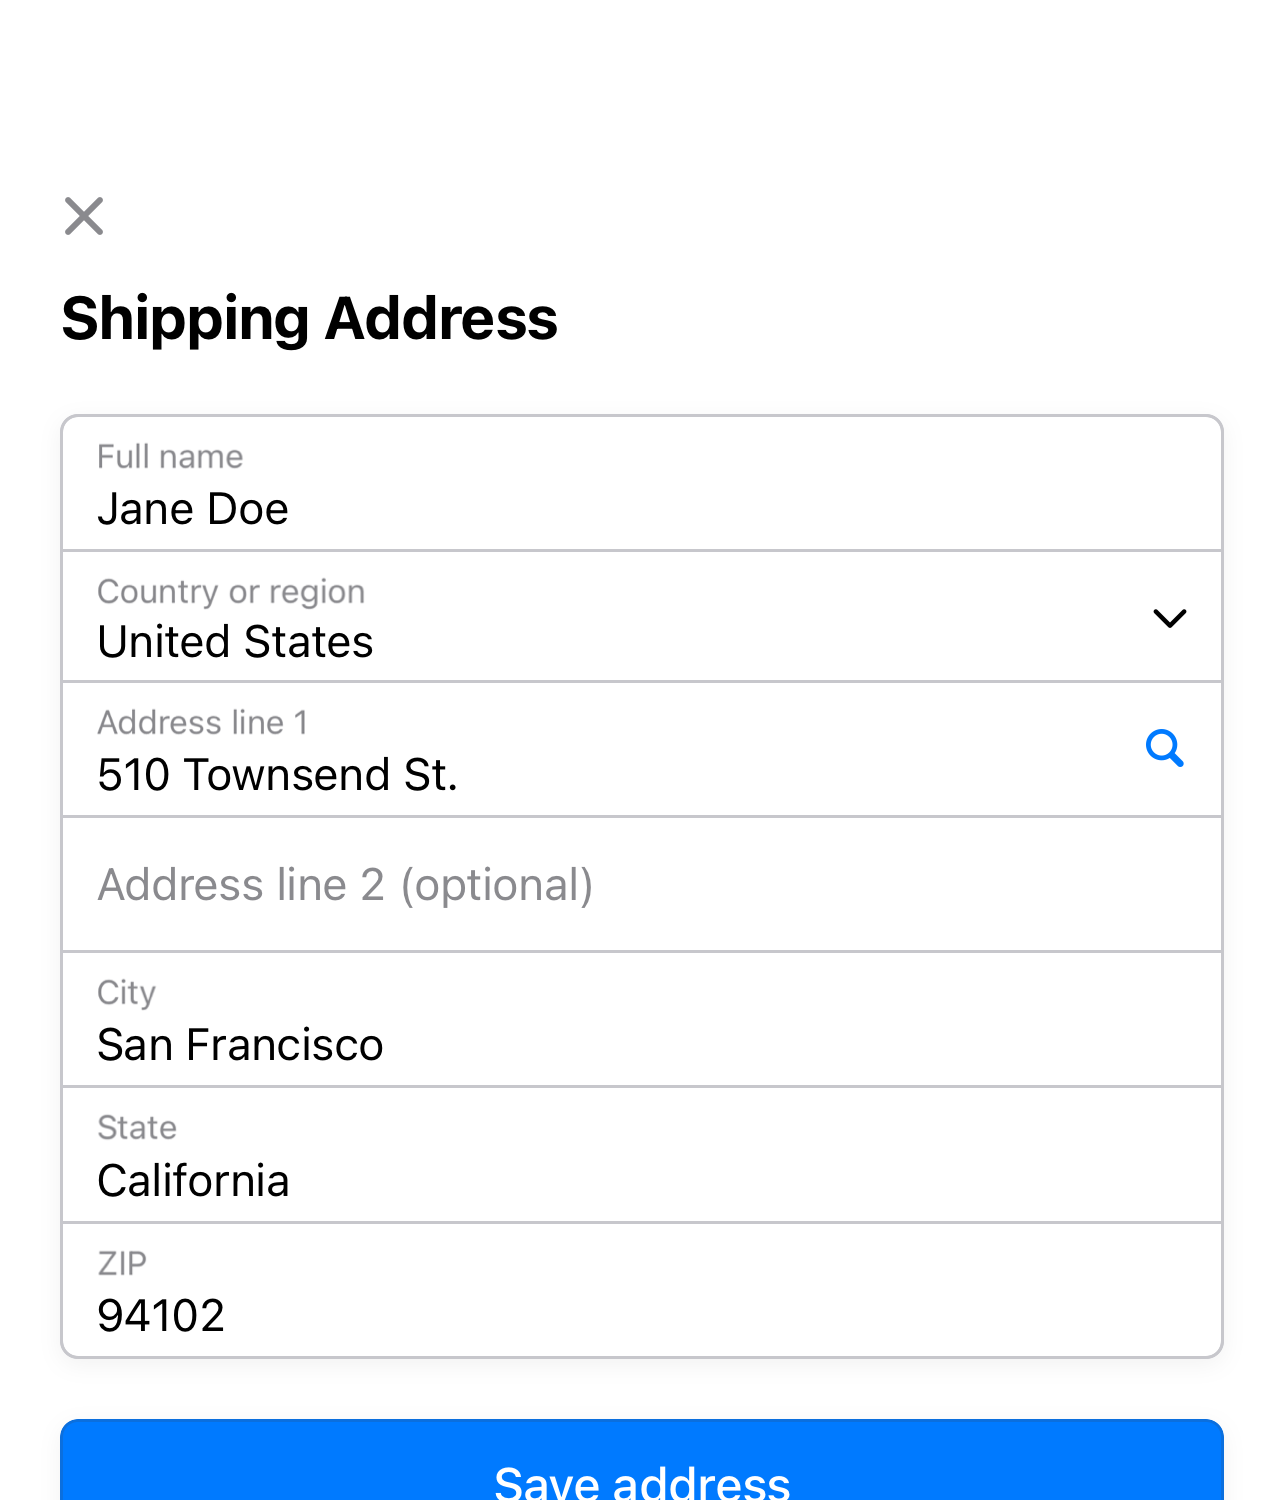 Shipping Address
Full name
Jane Doe
Country or region
United States
Address line 1
510 Townsend St.
Address line 2 (optional)
City
San Francisco
State
California
ZIP
94102
Save address